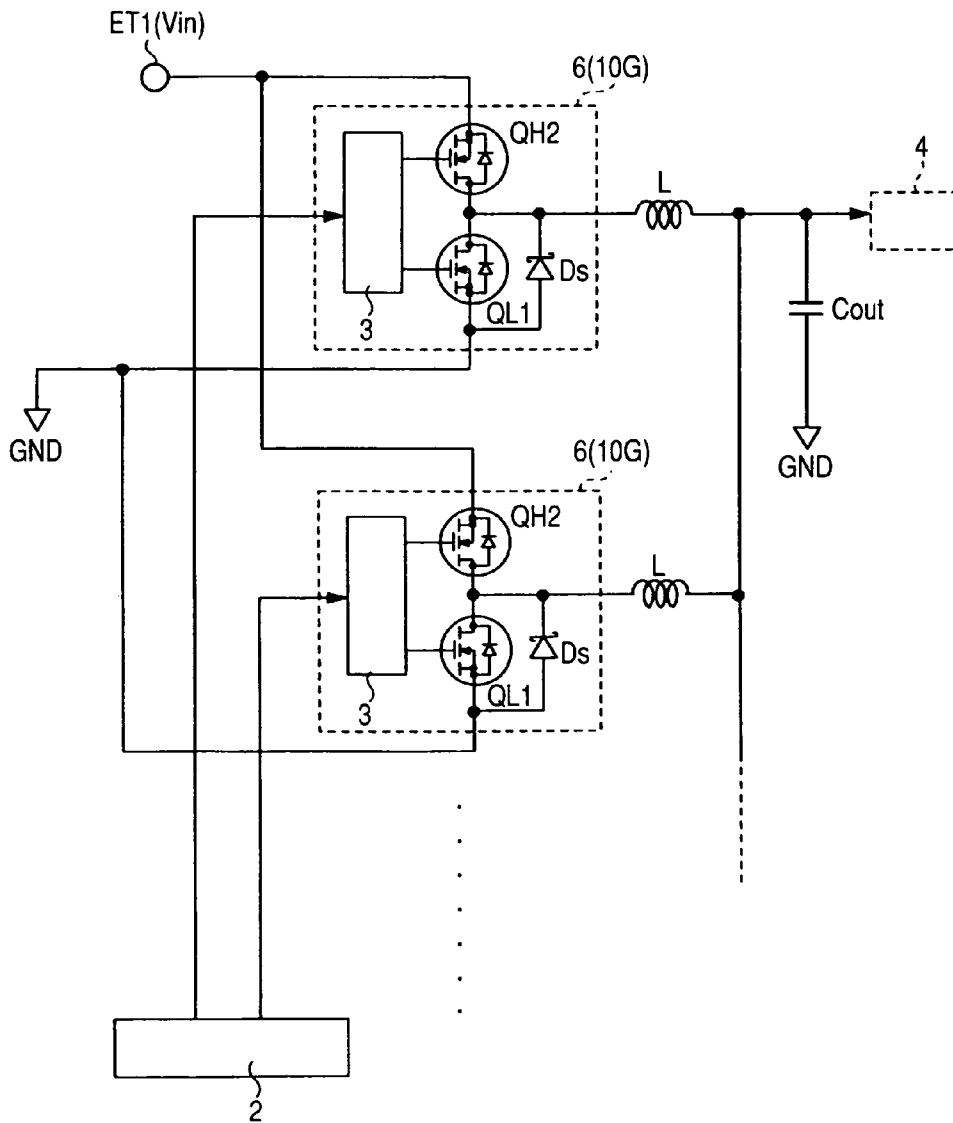 ET1(Vin)
6(10G)
QH2
4
L
Ds
QL1
3
Cout
GND
GND
6(10G)
QH2
L
Ds
QL1
3
2